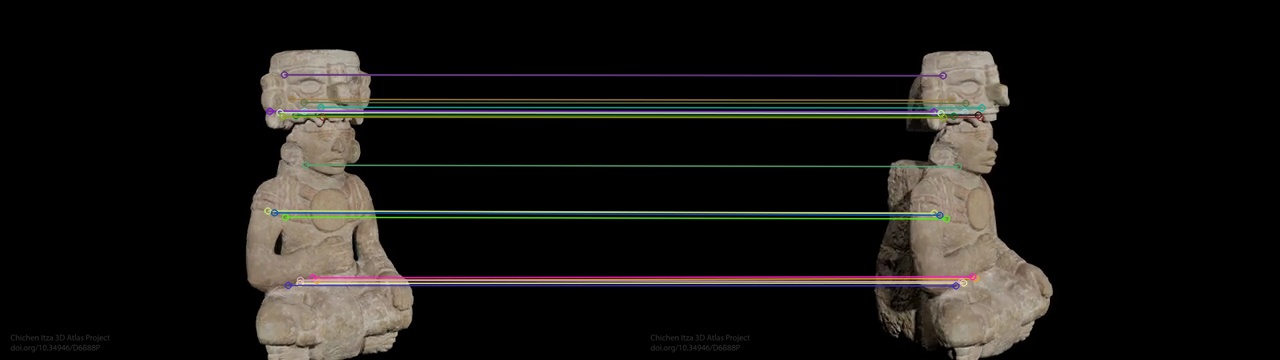 Chichen Itza 3D Atlas Project
doi.org/10.34946/D6B88P
Chichen Itza 3D Atlas Project
doi.org/10.34946/D6B88P